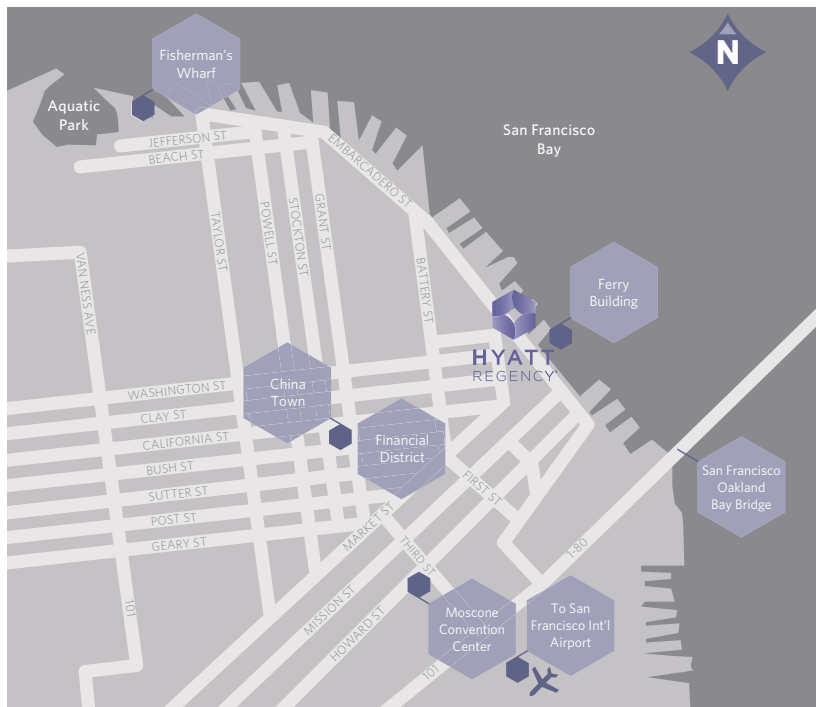 Fisherman's
Wharf
N
Aquatic
Park
San Francisco
Bay
JEFFERSON ST
BEACH ST
EMBARCADERO ST
TAYLOR ST
POWELL ST
STOCKTON ST
GRANT ST
BATTERY ST
VAN NESS AVE
Ferry
Building
HYATT
REGENCY
China
Town
WASHINGTON ST
CLAY ST
CALIFORNIA ST
BUSH ST
SUTTER ST
POST ST
GEARY ST
Financial
District
FIRST ST
San Francisco
Oakland
Bay Bridge
MARKET ST
THIRD ST
I-80
101
MISSION ST
HOWARD ST
Moscone
Convention
Center
To San
Francisco Int'l
Airport
101